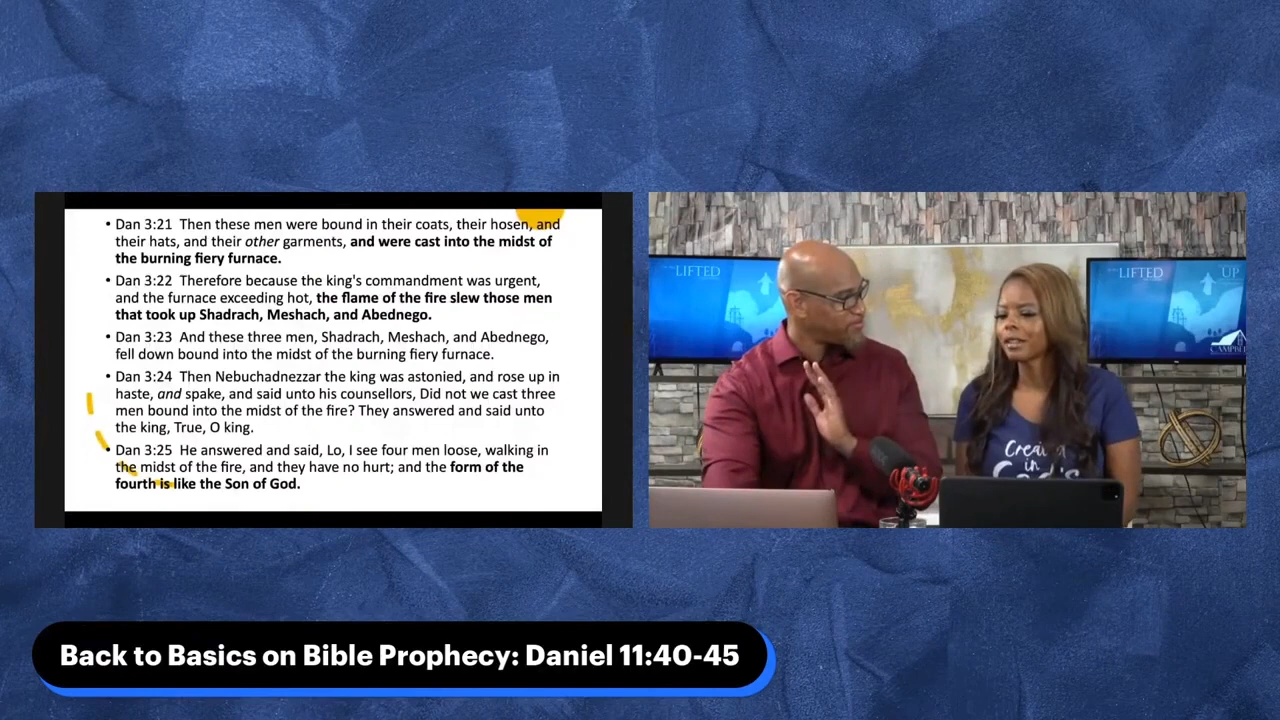 • Dan 3:21 Then these men were bound in their coats, their hosen, and
their hats, and their other garments, and were cast into the midst of
the burning fiery furnace.
• Dan 3:22 Therefore because the king's commandment was urgent,
and the furnace exceeding hot, the flame of the fire slew those men
that took up Shadrach, Meshach, and Abednego.
• Dan 3:23 And these three men, Shadrach, Meshach, and Abednego,
fell down bound into the midst of the burning fiery furnace.
• Dan 3:24 Then Nebuchadnezzar the king was astonied, and rose up in
haste, and spake, and said unto his counsellors, Did not we cast three
men bound into the midst of the fire? They answered and said unto
the king, True, O king.
• Dan 3:25 He answered and said, Lo, I see four men loose, walking in
the midst of the fire, and they have no hurt; and the form of the
fourth is like the Son of God.
LIFTED
LIFTED UP
Created
in
Back to Basics on Bible Prophecy: Daniel 11:40-45